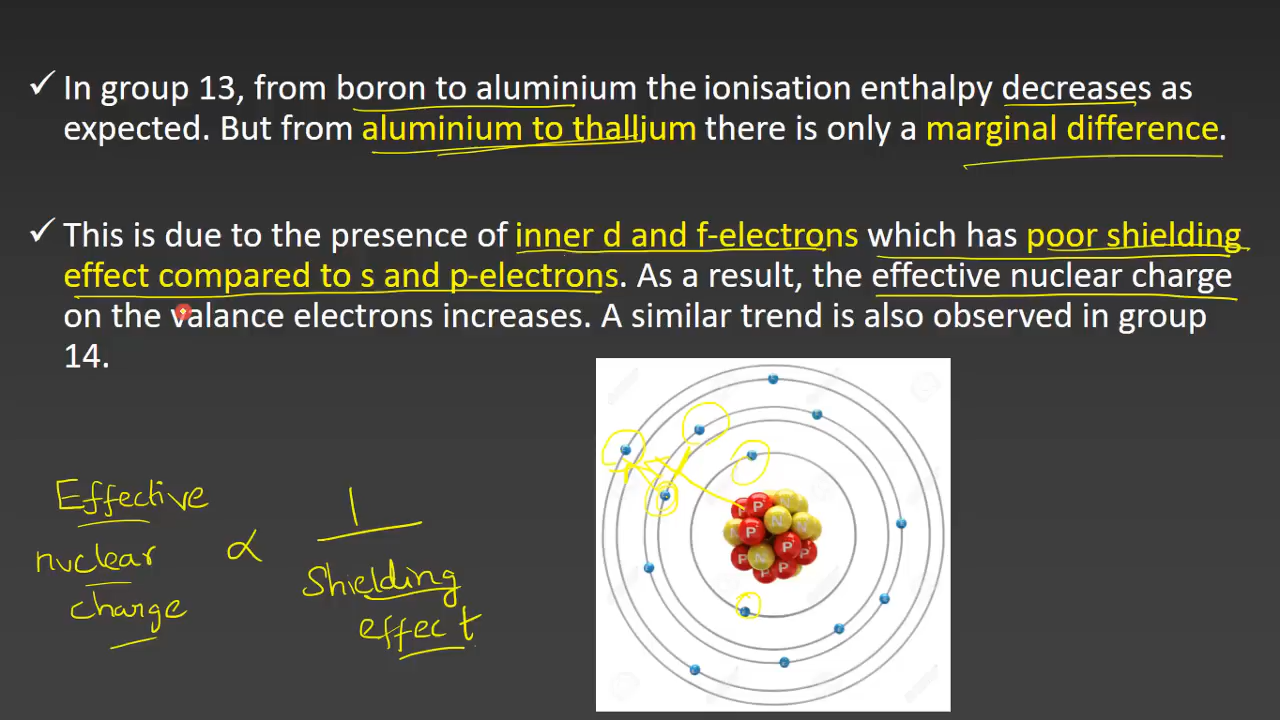 ✓ In group 13, from boron to aluminium the ionisation enthalpy decreases as
expected. But from aluminium to thallium there is only a marginal difference.
✓ This is due to the presence of inner d and f-electrons which has poor shielding
effect compared to s and p-electrons. As a result, the effective nuclear charge
on the valance electrons increases. A similar trend is also observed in group
14.
Effective
nuclear
charge
∝
1
Shielding
effect
P P N
N P N N
P N P P
P P